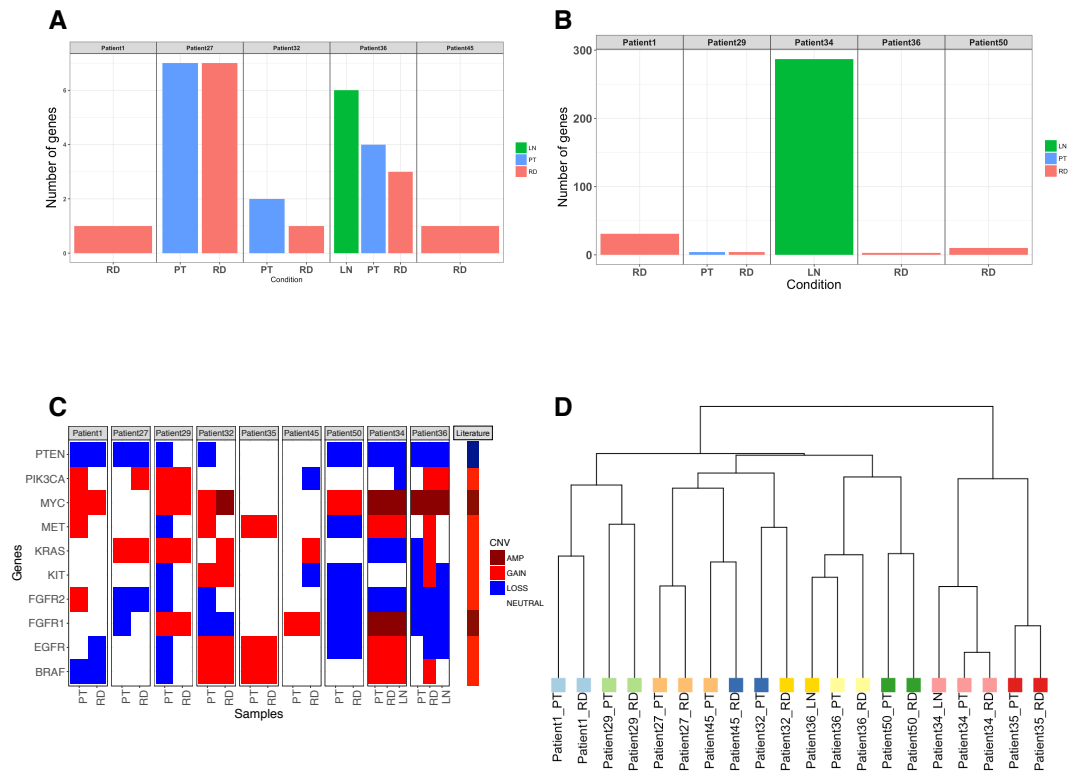 A
Patient1 Patient27 Patient32 Patient36 Patient45
Number of genes
6
4
2
0
RD PT RD PT RD LN PT RD RD
Condition
LN
PT
RD
B
Patient1 Patient29 Patient34 Patient36 Patient50
Number of genes
300
200
100
0
RD PT RD LN RD RD
Condition
LN
PT
RD
C
Patient1 Patient27 Patient29 Patient32 Patient35 Patient45 Patient50 Patient34 Patient36 Literature
Genes
PTEN
PIK3CA
MYC
MET
KRAS
KIT
FGFR2
FGFR1
EGFR
BRAF
PT RD PT RD PT RD PT RD PT RD PT RD PT RD PT RD LN PT RD LN
Samples
CNV
AMP
GAIN
LOSS
NEUTRAL
D
Patient1_PT
Patient1_RD
Patient29_PT
Patient29_RD
Patient27_PT
Patient27_RD
Patient45_PT
Patient45_RD
Patient32_PT
Patient32_RD
Patient36_LN
Patient36_PT
Patient36_RD
Patient50_PT
Patient50_RD
Patient34_LN
Patient34_PT
Patient34_RD
Patient35_PT
Patient35_RD